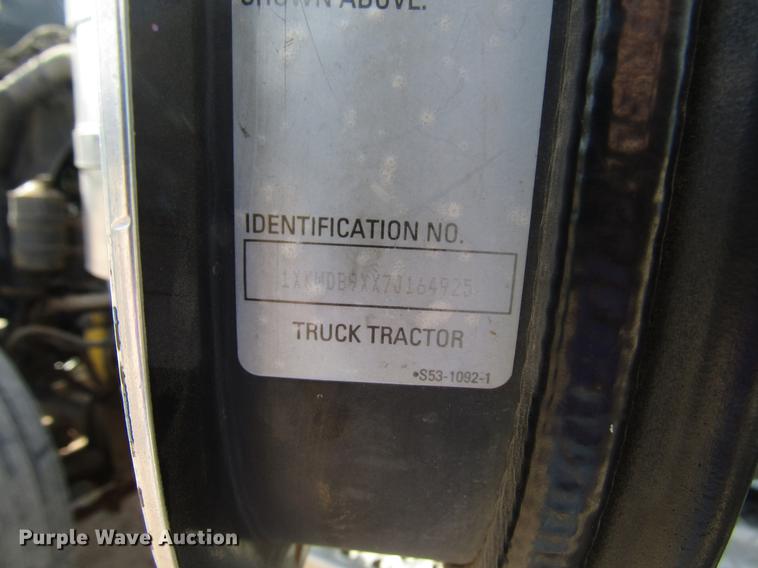 SHOWN ABOVE.
IDENTIFICATION NO.
1XKWDB9XX7J164925
TRUCK TRACTOR
•S53-1092-1
Purple Wave Auction